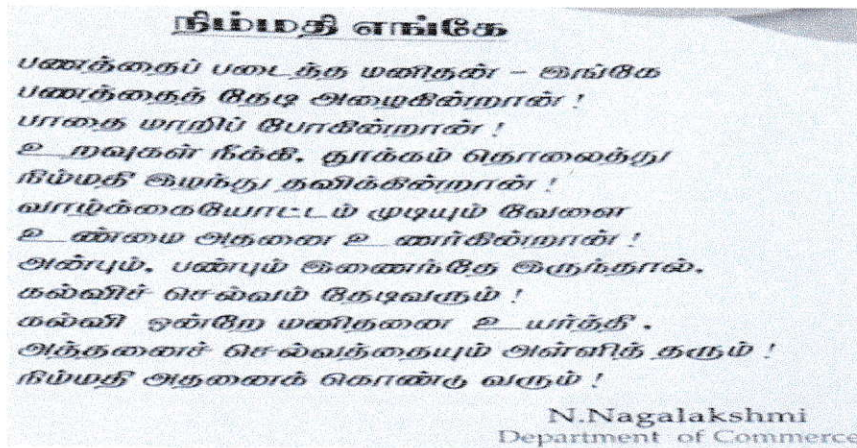 நிம்மதி எங்கே
பணத்தைப் படைத்த மனிதன் – இங்கே
பணத்தைத் தேடி அழைகின்றான் !
பாதை மாறிப் போகின்றான் !
உறவுகள் நீக்கி, தூக்கம் தொலைத்து
நிம்மதி இழந்து தவிக்கின்றான் !
வாழ்க்கையோட்டம் முடியும் வேளை
உண்மை அதனை உணர்கின்றான் !
அன்பும், பண்பும் இணைந்தே இருந்தால்,
கல்விச் செல்வம் தேடிவரும் !
கல்வி ஒன்றே மனிதனை உயர்த்தி ,
அத்தனைச் செல்வத்தையும் அள்ளித் தரும் !
நிம்மதி அதனைக் கொண்டு வரும் !
N.Nagalakshmi
Department of Commerce